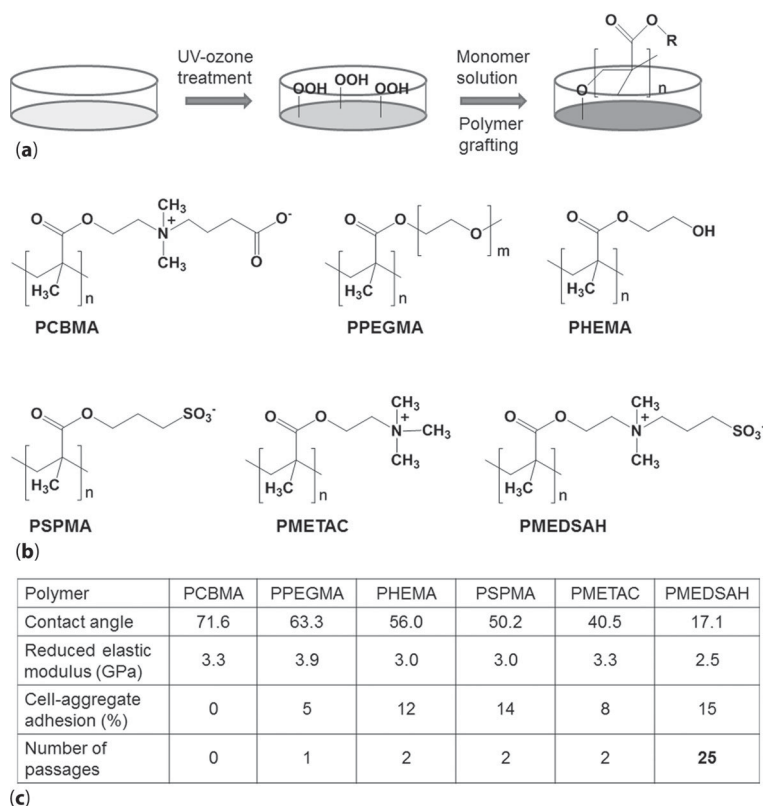 UV-ozone
treatment
OOH OOH OOH
Monomer
solution
Polymer
grafting
O O R
n
O
(a)
O O CH3 N + CH3 O- O
H3C n
PCBMA
O O O m
H3C n
PPEGMA
O O OH
H3C n
PHEMA
O O SO3-
H3C n
PSPMA
O O CH3 + N CH3 CH3
H3C n
PMETAC
O O CH3 N + CH3 SO3-
H3C n
PMEDSAH
(b)
Polymer PCBMA PPEGMA PHEMA PSPMA PMETAC PMEDSAH
Contact angle 71.6 63.3 56.0 50.2 40.5 17.1
Reduced elastic
modulus (GPa) 3.3 3.9 3.0 3.0 3.3 2.5
Cell-aggregate
adhesion (%) 0 5 12 14 8 15
Number of
passages 0 1 2 2 2 25
(c)